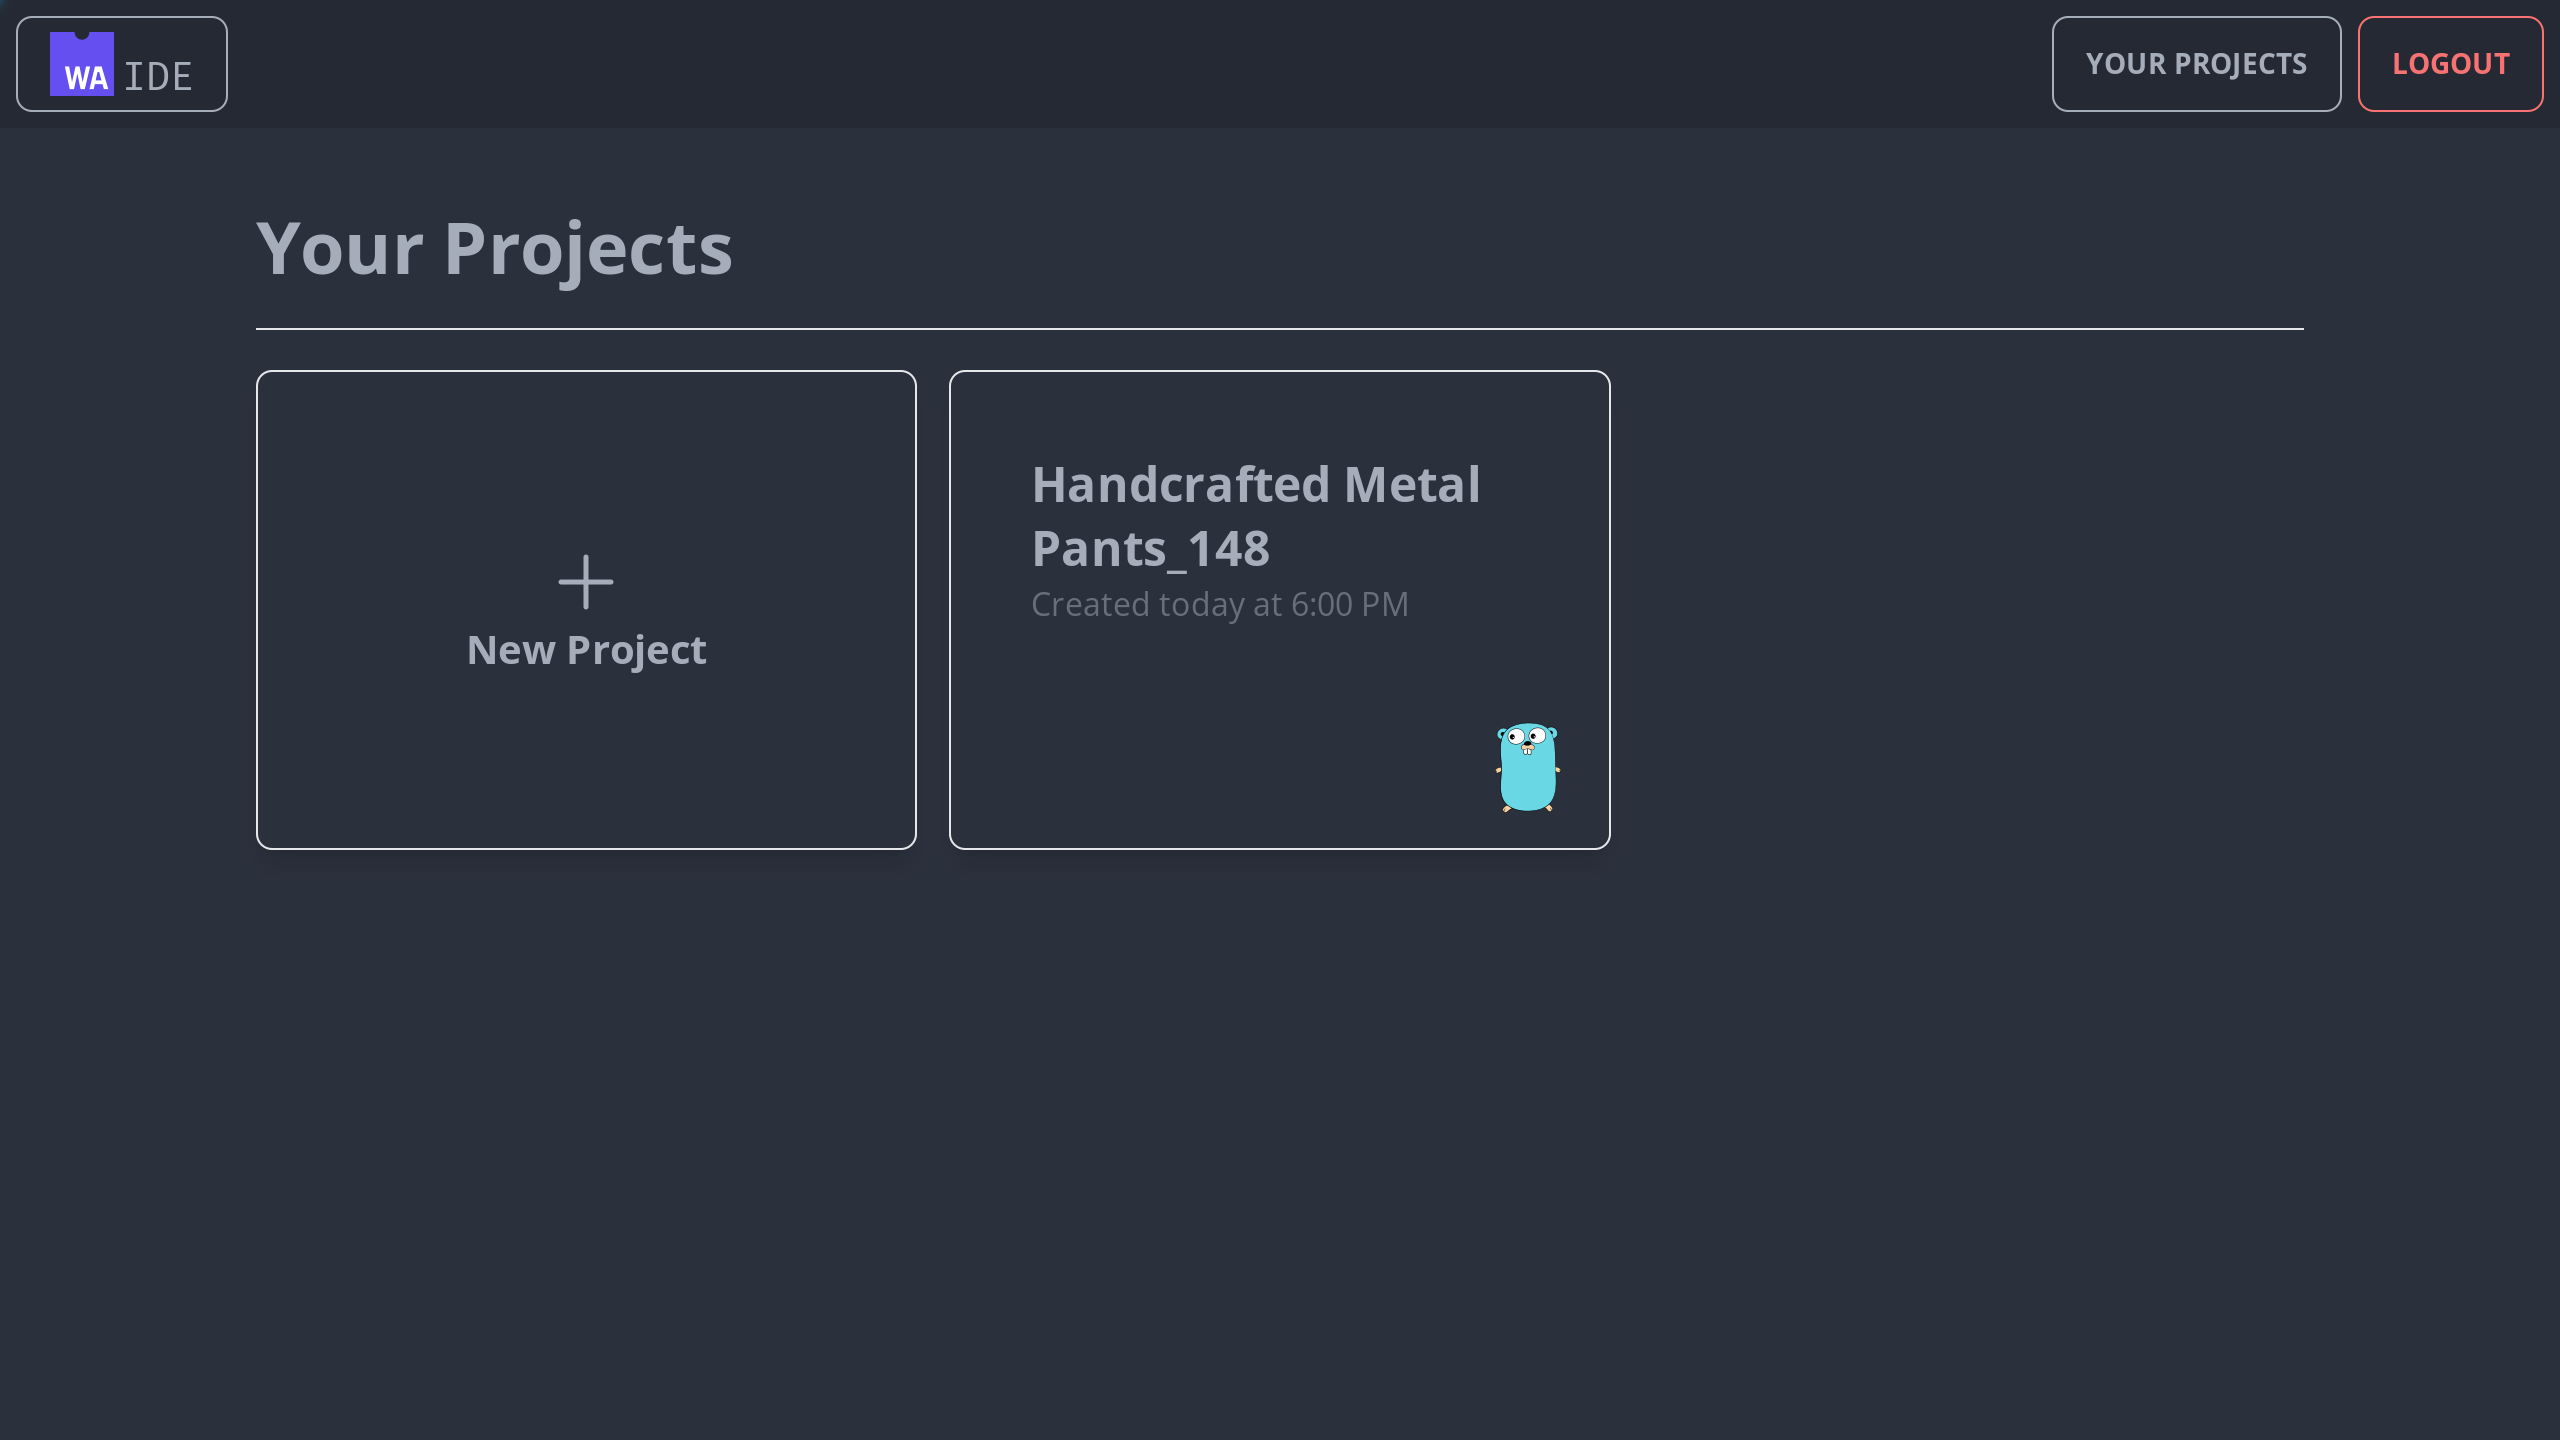 WA IDE
YOUR PROJECTS
LOGOUT
Your Projects
New Project
Handcrafted Metal
Pants_148
Created today at 6:00 PM